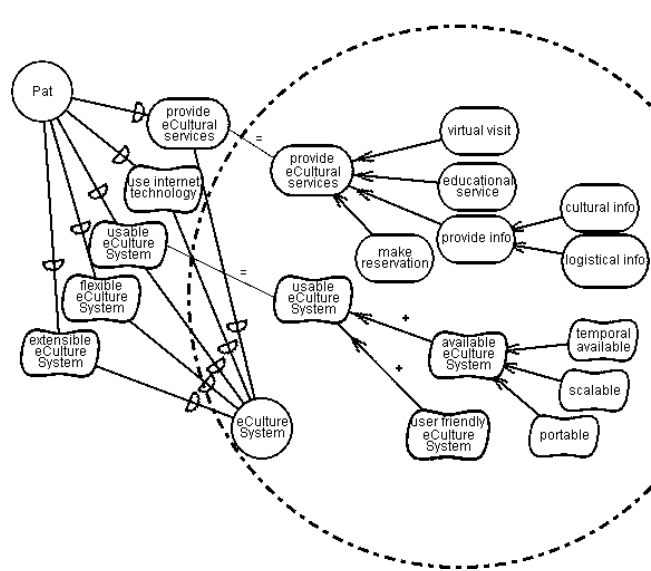 Pat
provide
eCultural
services
=
virtual visit
provide
eCultural
services
use internet
technology
educational
service
cultural info
usable
eCulture
System
make
reservation
provide info
logistical info
=
flexible
eCulture
System
usable
eCulture
System
+
extensible
eCulture
System
available
eCulture
System
temporal
available
+
scalable
eCulture
System
user friendly
eCulture
System
portable